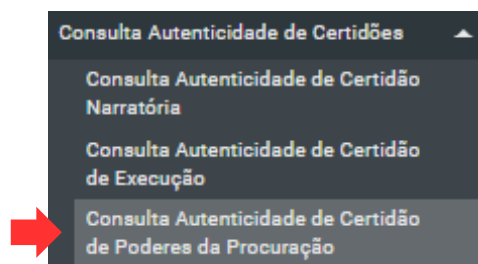 Consulta Autenticidade de Certidões
Consulta Autenticidade de Certidão
Narratória
Consulta Autenticidade de Certidão
de Execução
Consulta Autenticidade de Certidão
de Poderes da Procuração